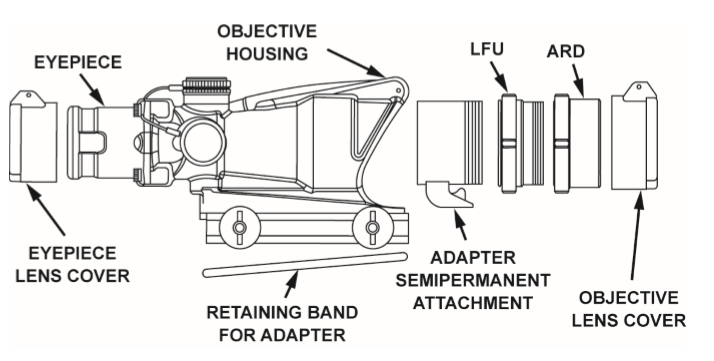 OBJECTIVE
HOUSING
EYEPIECE
LFU
ARD
EYEPIECE
LENS COVER
RETAINING BAND
FOR ADAPTER
ADAPTER
SEMIPERMANENT
ATTACHMENT
OBJECTIVE
LENS COVER